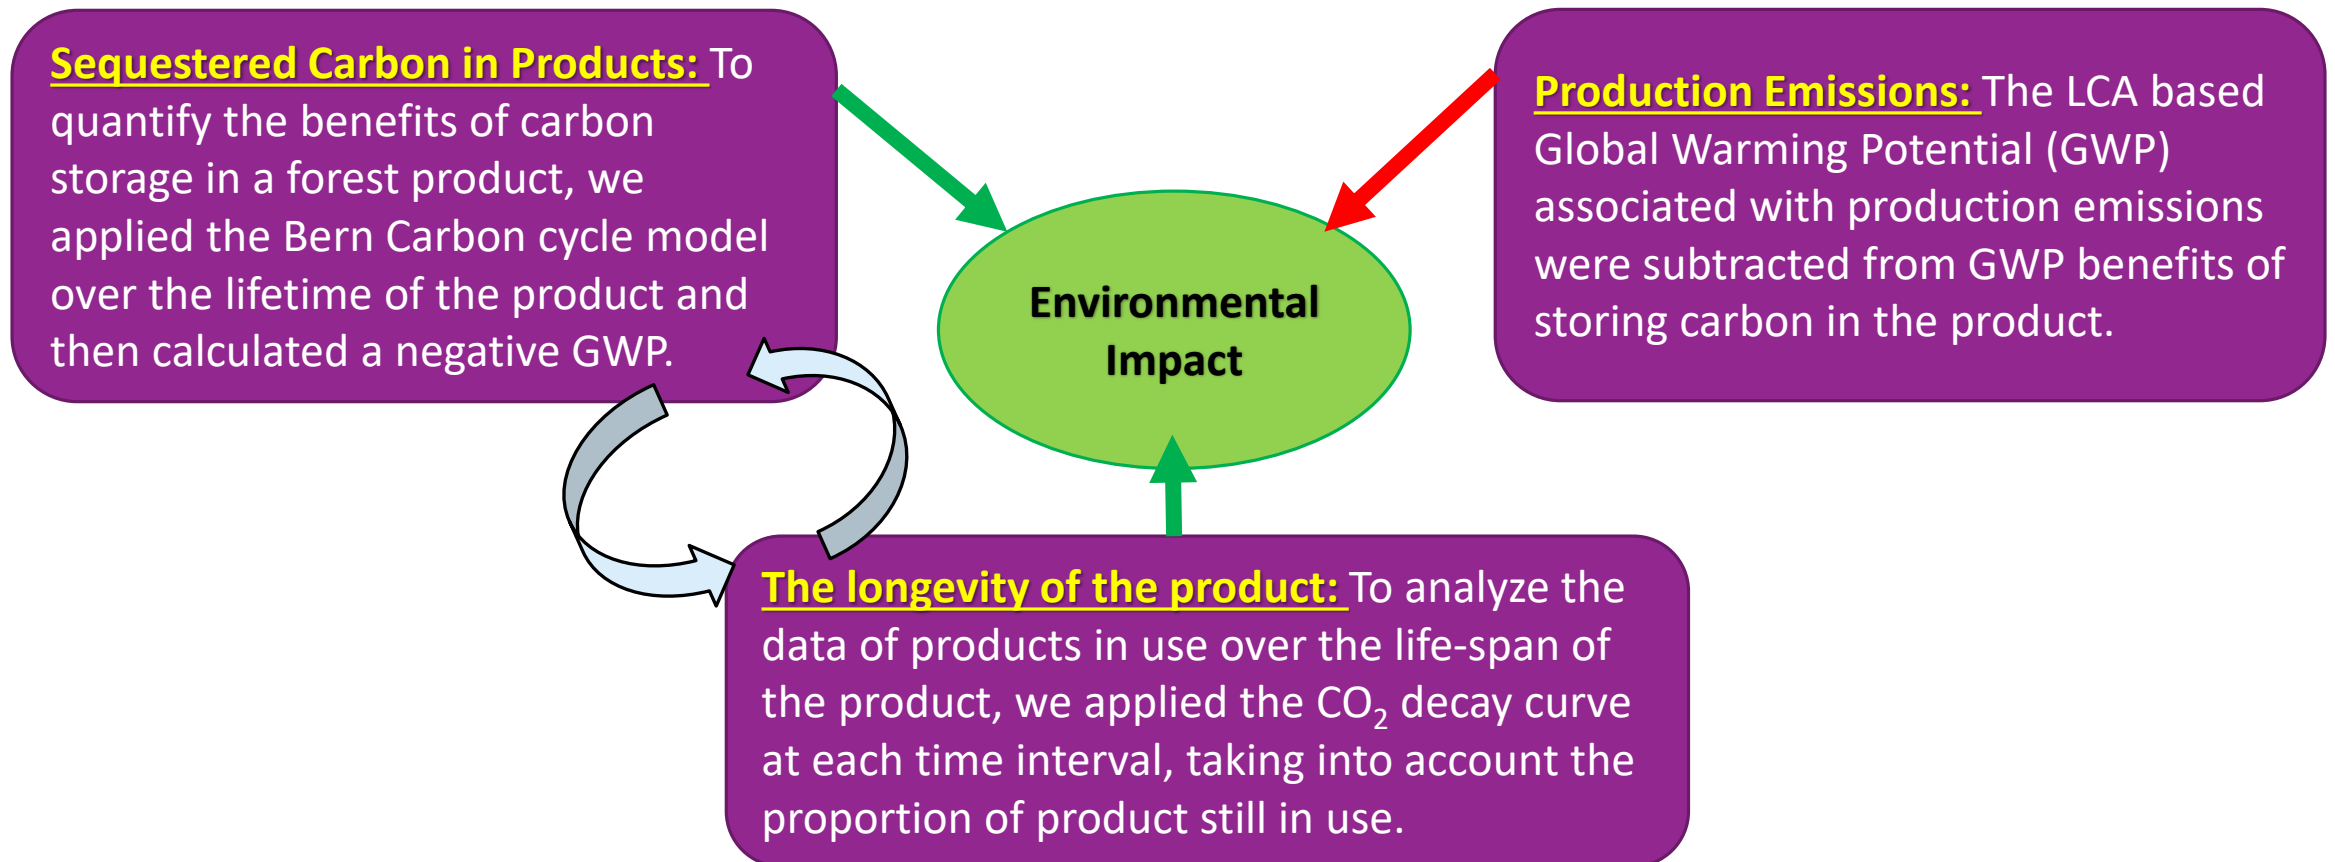 Sequestered Carbon in Products: To
quantify the benefits of carbon
storage in a forest product, we
applied the Bern Carbon cycle model
over the lifetime of the product and
then calculated a negative GWP.
Production Emissions: The LCA based
Global Warming Potential (GWP)
associated with production emissions
were subtracted from GWP benefits of
storing carbon in the product.
Environmental
Impact
The longevity of the product: To analyze the
data of products in use over the life-span of
the product, we applied the CO₂ decay curve
at each time interval, taking into account the
proportion of product still in use.